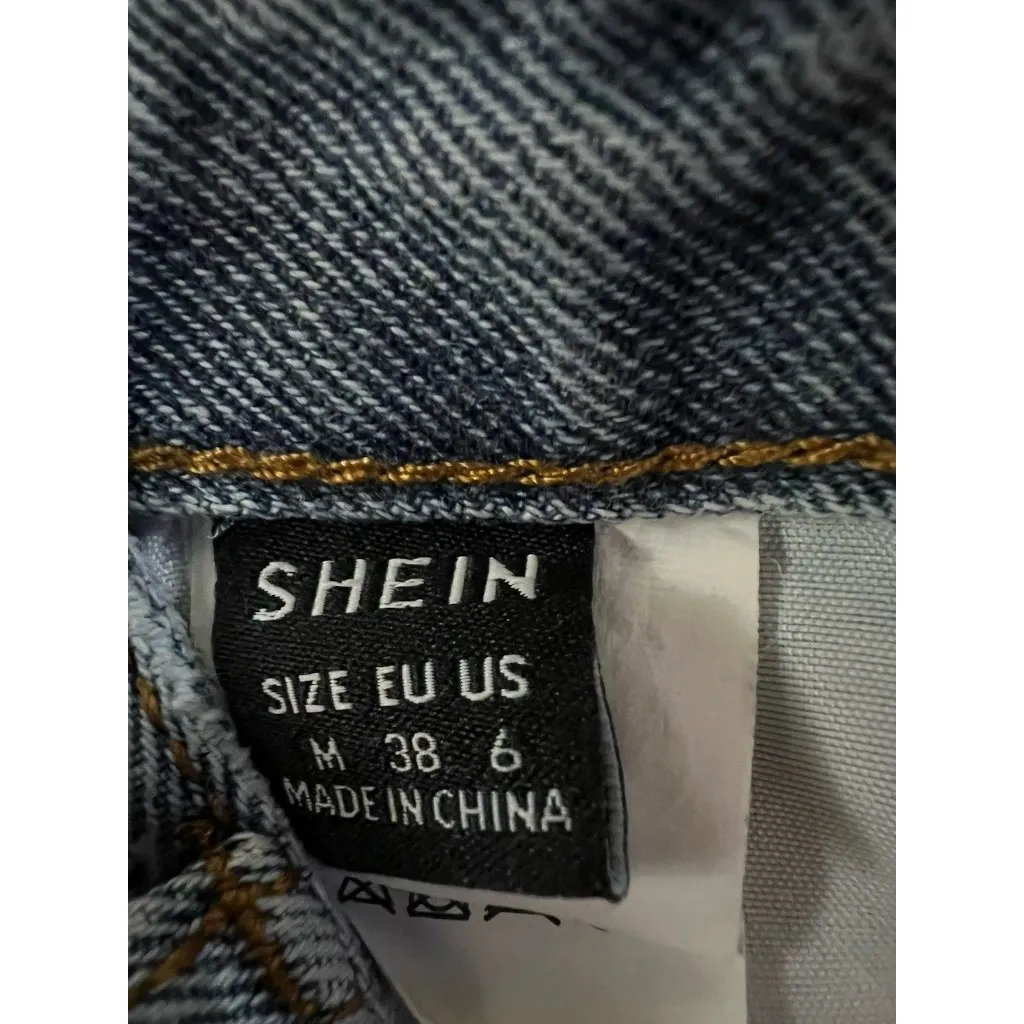 SHEIN
SIZE EU US
M 38 6
MADE IN CHINA